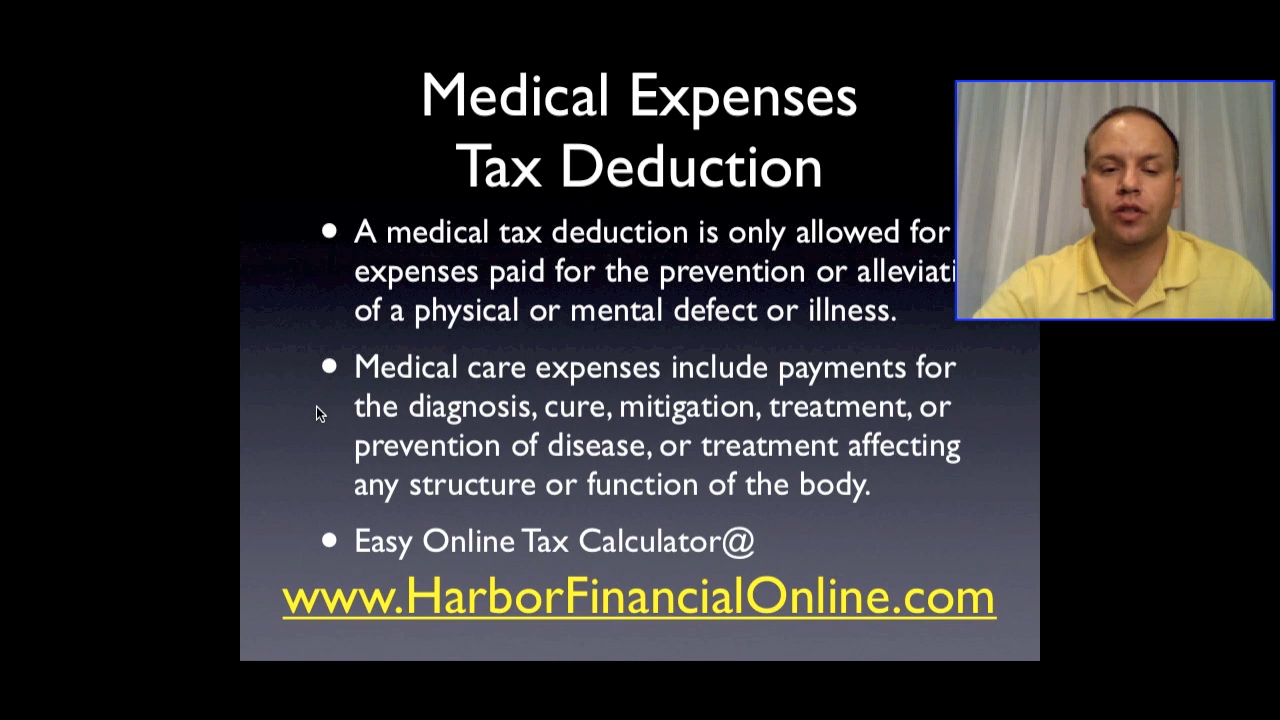 Medical Expenses
Tax Deduction
• A medical tax deduction is only allowed for
expenses paid for the prevention or alleviati
of a physical or mental defect or illness.
• Medical care expenses include payments for
the diagnosis, cure, mitigation, treatment, or
prevention of disease, or treatment affecting
any structure or function of the body.
• Easy Online Tax Calculator@
www.HarborFinancialOnline.com